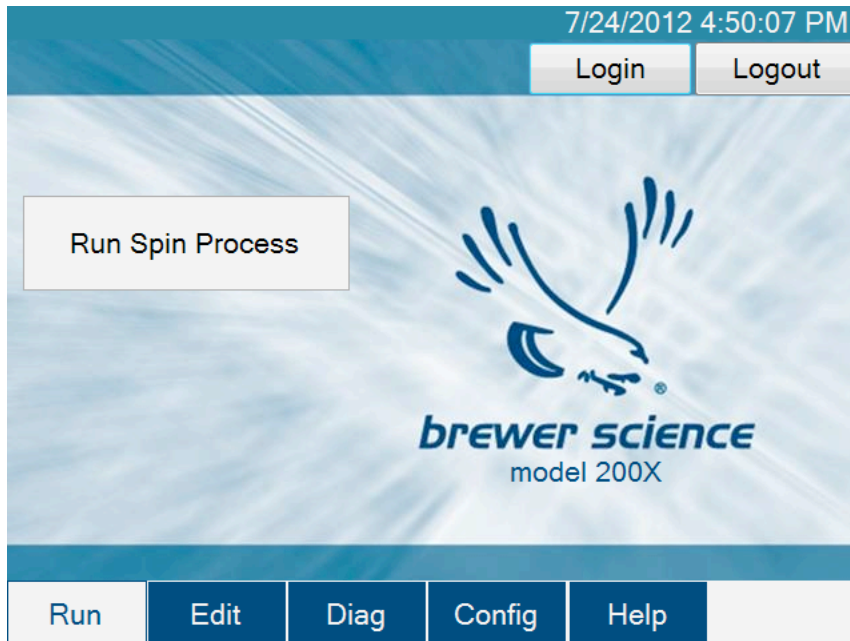 7/24/2012 4:50:07 PM
Login Logout
Run Spin Process
®
brewer science
model 200X
Run Edit Diag Config Help